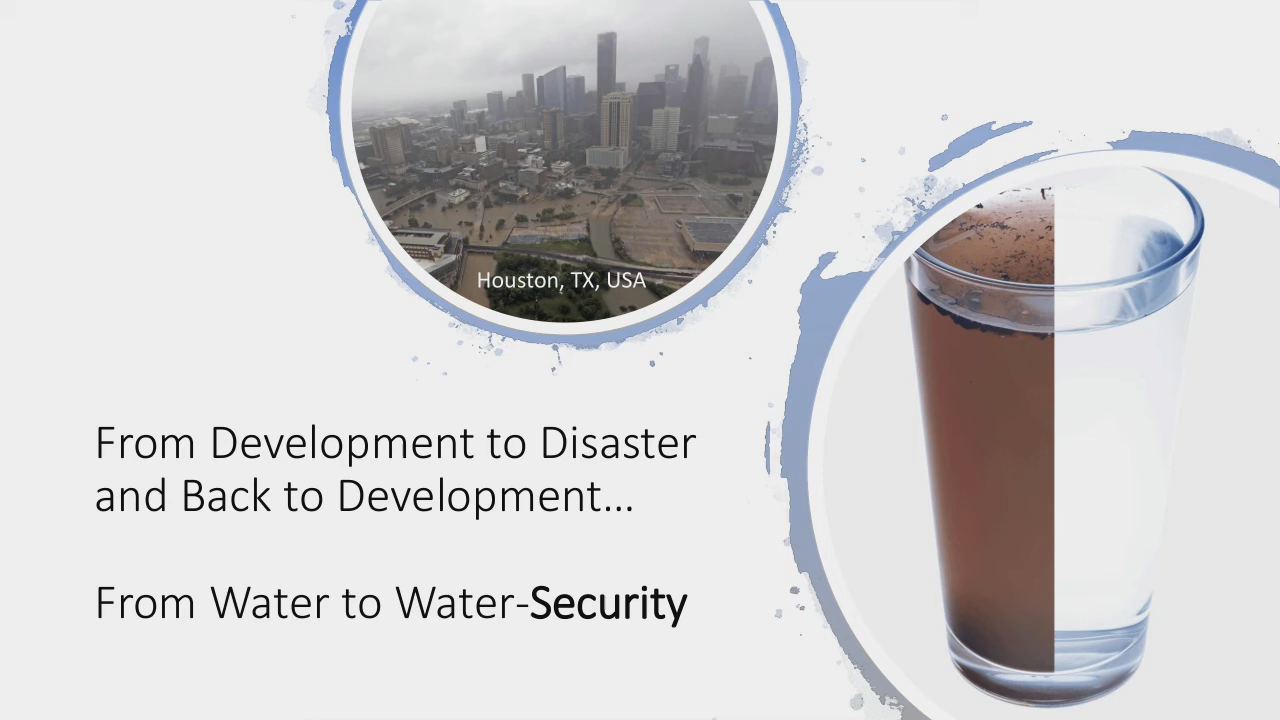 Houston, TX, USA
From Development to Disaster
and Back to Development...
From Water to Water-Security